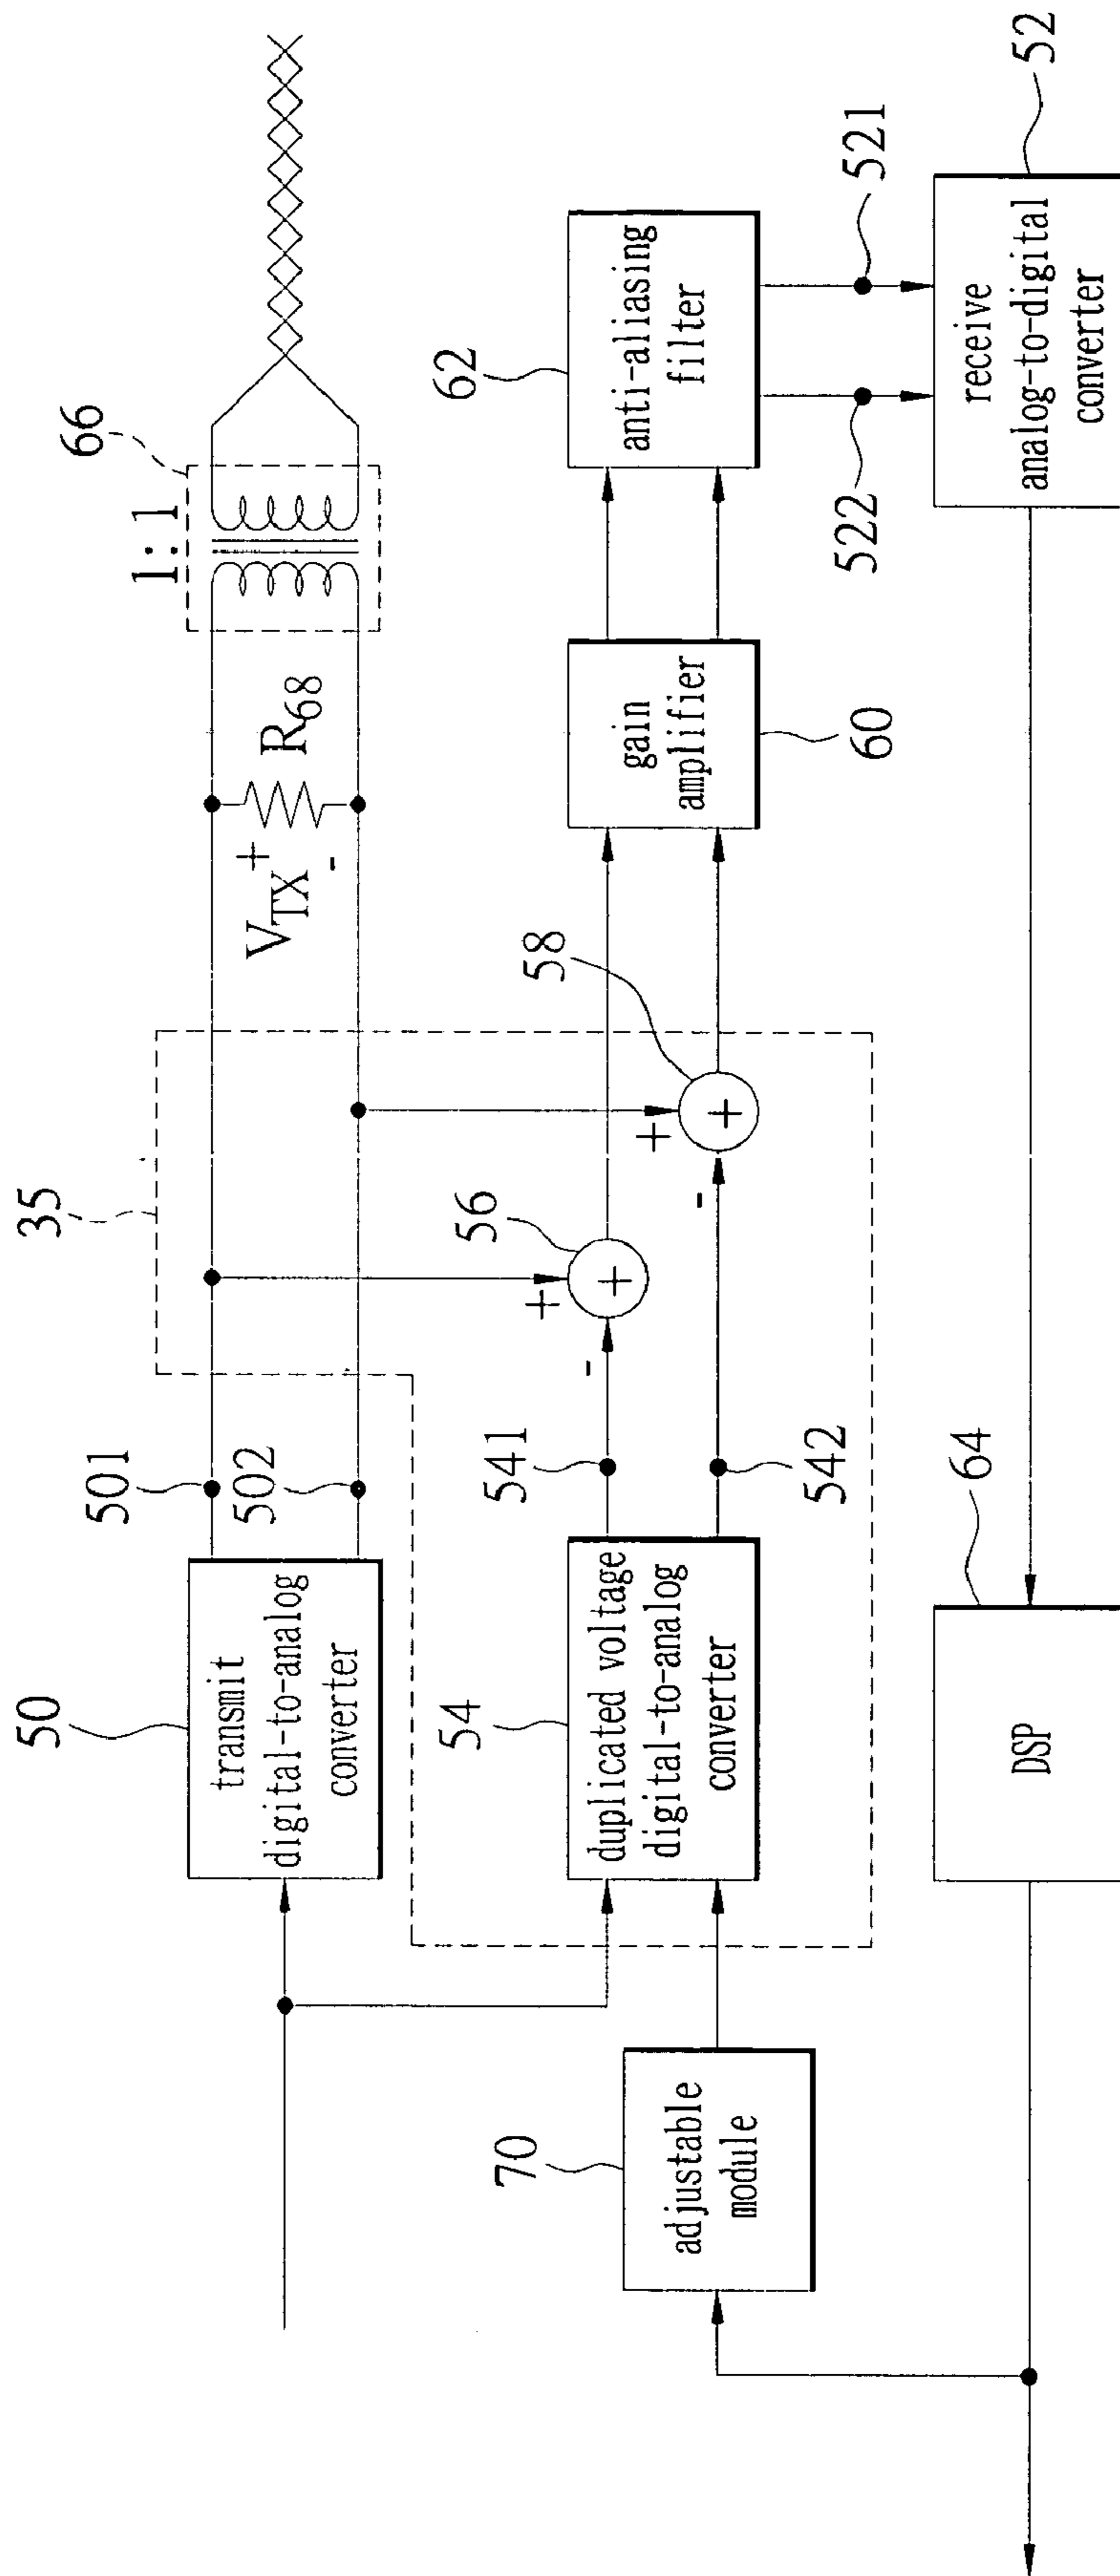 66
1:1
35
50
transmit
digital-to-analog
converter
501
502
V_TX
+
-
R_68
56
+
-
+
58
+
-
+
62
anti-aliasing
filter
54
duplicated voltage
digital-to-analog
converter
541
542
gain
amplifier
60
522
521
52
receive
analog-to-digital
converter
70
adjustable
module
64
DSP